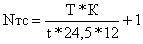 Nтс = T*К / t*24,5*12 + 1